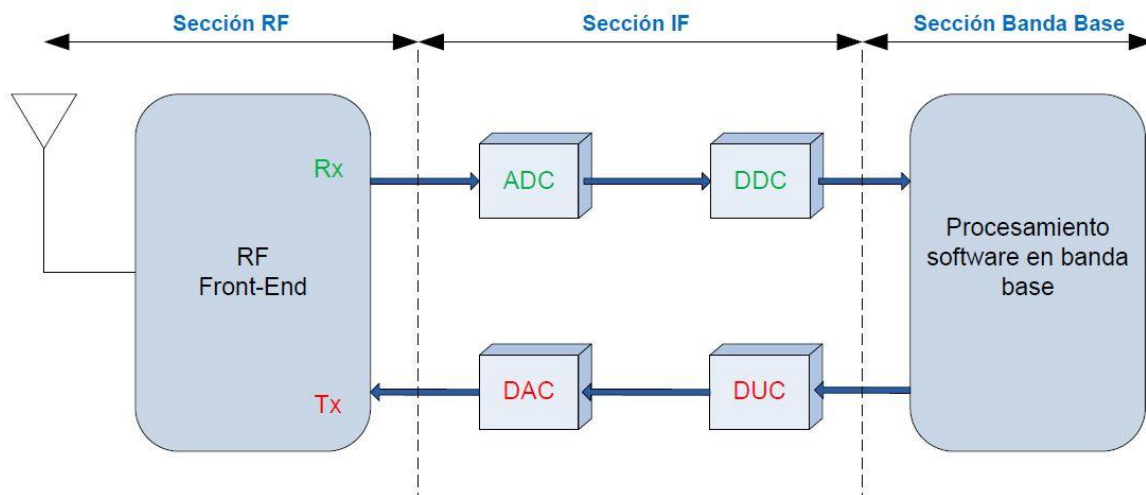 Sección RF
Sección IF
Sección Banda Base
Rx
ADC
DDC
RF
Front-End
Procesamiento
software en banda
base
Tx
DAC
DUC